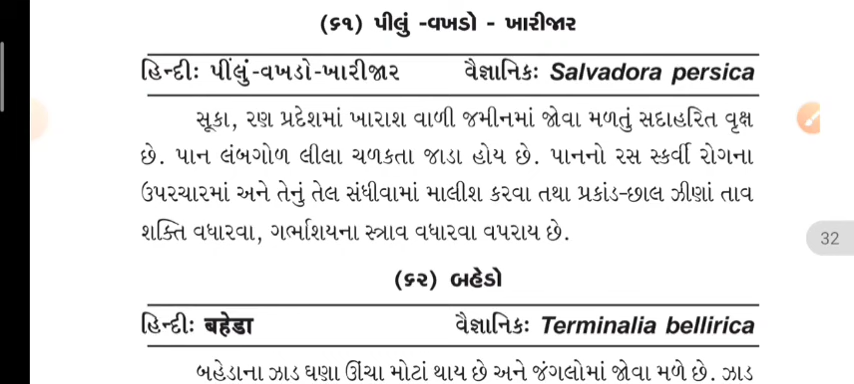 (૬૧) પીલું -વખડો - ખારીજાર
હિન્દી: પીંલું-વખડો-ખારીજાર વૈજ્ઞાનિક: Salvadora persica
સૂકા, રણ પ્રદેશમાં ખારાશ વાળી જમીનમાં જોવા મળતું સદાહરિત વૃક્ષ
છે. પાન લંબગોળ લીલા ચળકતા જાડા હોય છે. પાનનો રસ સ્કર્વી રોગના
ઉપરચારમાં અને તેનું તેલ સંધીવામાં માલીશ કરવા તથા પ્રકાંડ-છાલ ઝીણાં તાવ
શક્તિ વધારવા, ગર્ભાશયના સ્ત્રાવ વધારવા વપરાય છે.
32
(૬૨) બહેડો
હિન્દી: बहेडा વૈજ્ઞાનિક: Terminalia bellirica
બહેડાના ઝાડ ઘણા ઊંચા મોટાં થાય છે અને જંગલોમાં જોવા મળે છે. ઝાડ